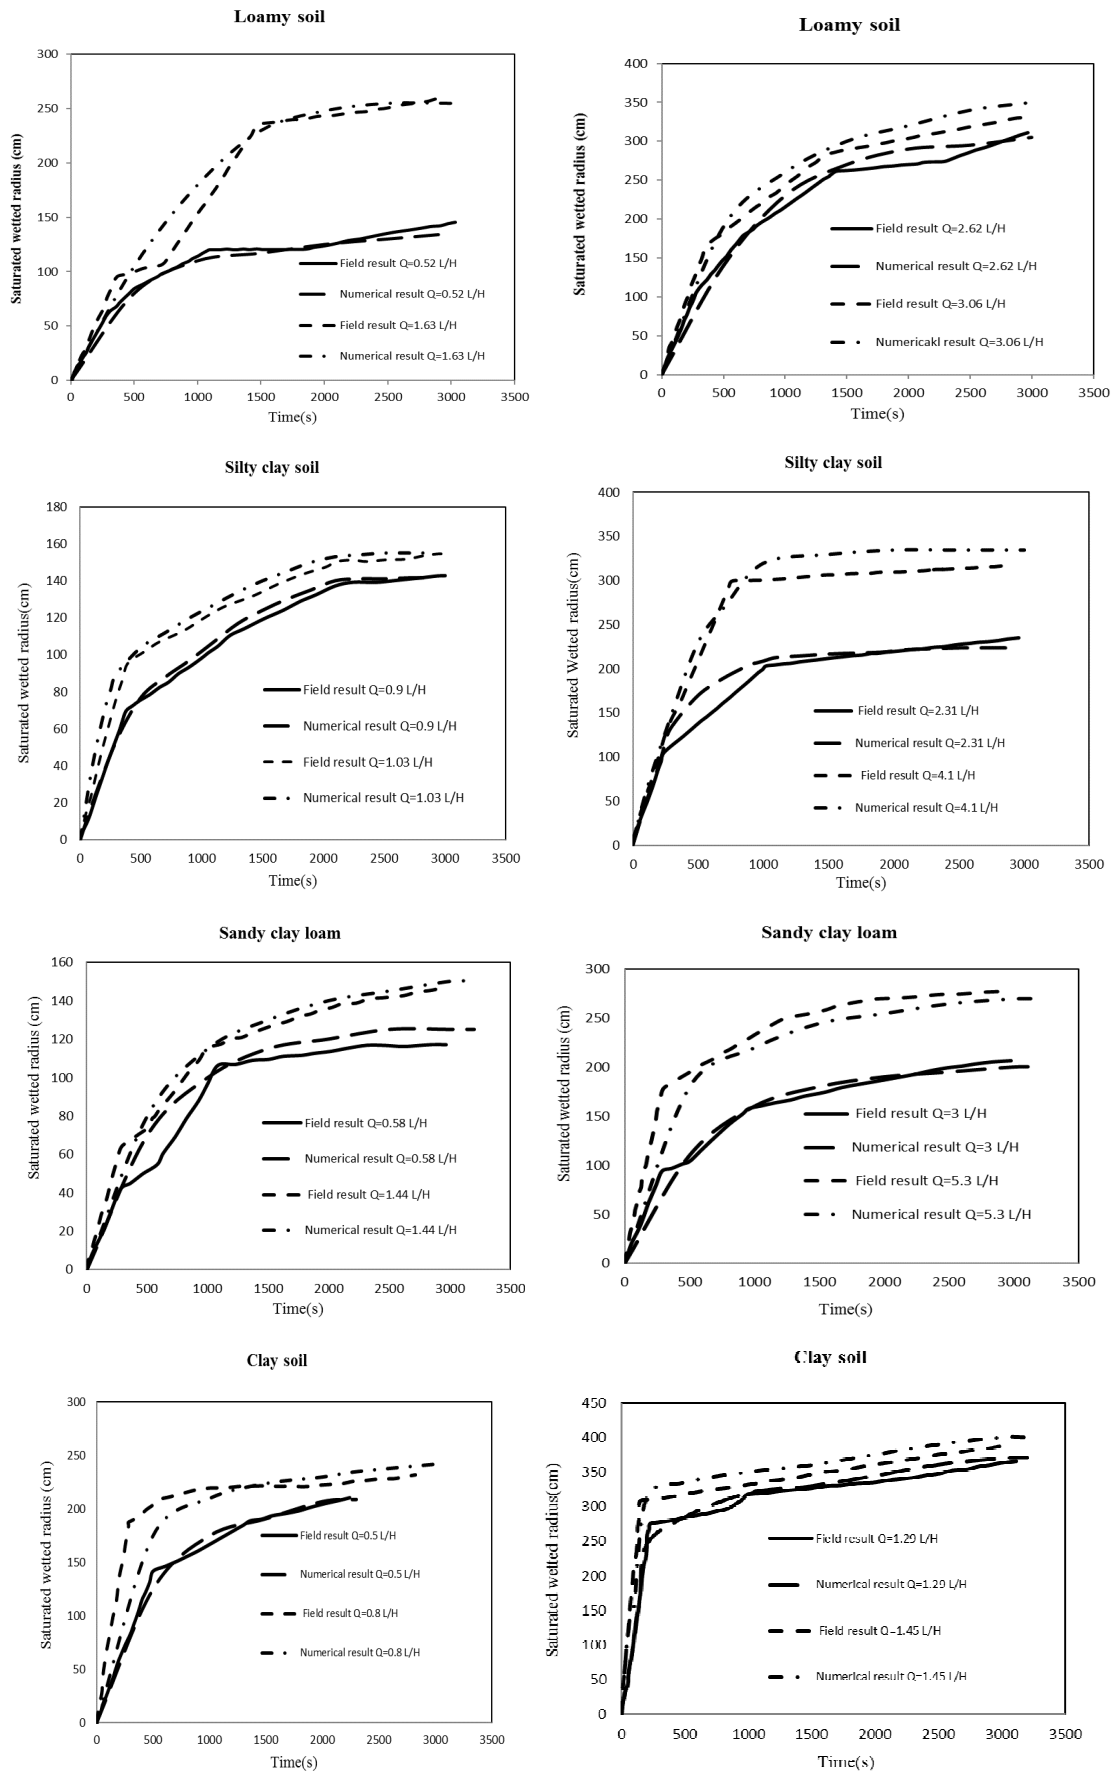 Loamy soil
Saturated wetted radius (cm)
300
250
200
150
100
50
0
Field result Q=0.52 L/H
Numerical result Q=0.52 L/H
Field result Q=1.63 L/H
Numerical result Q=1.63 L/H
0 500 1000 1500 2000 2500 3000 3500
Time(s)
Loamy soil
Saturated wetted radius (cm)
400
350
300
250
200
150
100
50
0
Field result Q=2.62 L/H
Numerical result Q=2.62 L/H
Field result Q=3.06 L/H
Numericakl result Q=3.06 L/H
0 500 1000 1500 2000 2500 3000 3500
Time(s)
Silty clay soil
Saturated wetted radius(cm)
180
160
140
120
100
80
60
40
20
0
Field result Q=0.9 L/H
Numerical result Q=0.9 L/H
Field result Q=1.03 L/H
Numerical result Q=1.03 L/H
0 500 1000 1500 2000 2500 3000 3500
Time(s)
Silty clay soil
Saturated Wetted radius(cm)
400
350
300
250
200
150
100
50
0
Field result Q=2.31 L/H
Numerical result Q=2.31 L/H
Field result Q=4.1 L/H
Numerical result Q=4.1 L/H
0 500 1000 1500 2000 2500 3000 3500
Time(s)
Sandy clay loam
Saturated wetted radius (cm)
160
140
120
100
80
60
40
20
0
Field result Q=0.58 L/H
Numerical result Q=0.58 L/H
Field result Q=1.44 L/H
Numerical result Q=1.44 L/H
0 500 1000 1500 2000 2500 3000 3500
Time(s)
Sandy clay loam
Saturated wetted radius (cm)
300
250
200
150
100
50
0
Field result Q=3 L/H
Numerical result Q=3 L/H
Field result Q=5.3 L/H
Numerical result Q=5.3 L/H
0 500 1000 1500 2000 2500 3000 3500
Time(s)
Clay soil
Saturated wetted radius (cm)
300
250
200
150
100
50
0
Field result Q=0.5 L/H
Numerical result Q=0.5 L/H
Field result Q=0.8 L/H
Numerical result Q=0.8 L/H
0 500 1000 1500 2000 2500 3000 3500
Time(s)
Clay soil
Saturated wetted radius(cm)
450
400
350
300
250
200
150
100
50
0
Field result Q=1.29 L/H
Numerical result Q=1.29 L/H
Field result Q=1.45 L/H
Numerical result Q=1.45 L/H
0 500 1000 1500 2000 2500 3000 3500
Time(s)